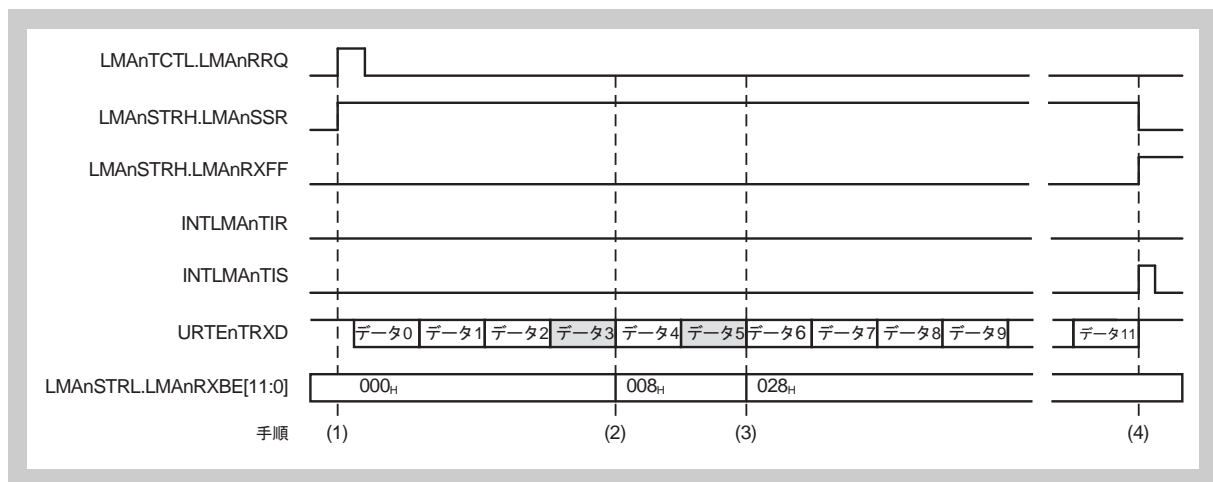 LMAnTCTL.LMAnRRQ
LMAnSTRH.LMAnSSR
LMAnSTRH.LMAnRXFF
INTLMAnTIR
INTLMAnTIS
URTEnTRXD データ0 データ1 データ2 データ3 データ4 データ5 データ6 データ7 データ8 データ9 データ11
LMAnSTRL.LMAnRXBE[11:0] 000H 008H 028H
手順 (1) (2) (3) (4)